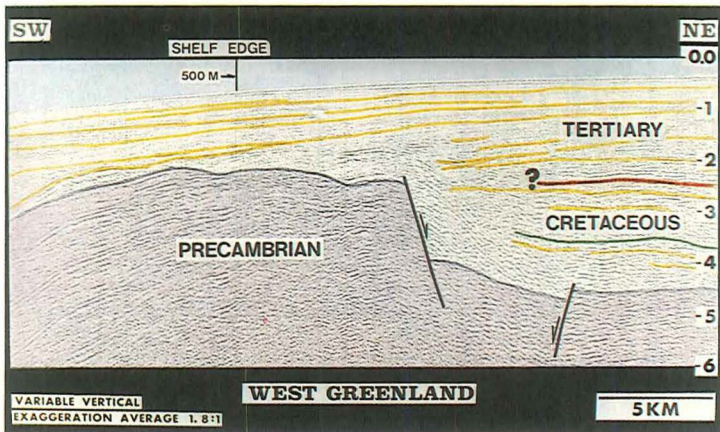 SW
NE
SHELF EDGE
500 M
0.0
-1
TERTIARY
-2
?
-3
CRETACEOUS
PRECAMBRIAN
-4
-5
-6
WEST GREENLAND
VARIABLE VERTICAL
EXAGGERATION AVERAGE 1.8:1
5KM